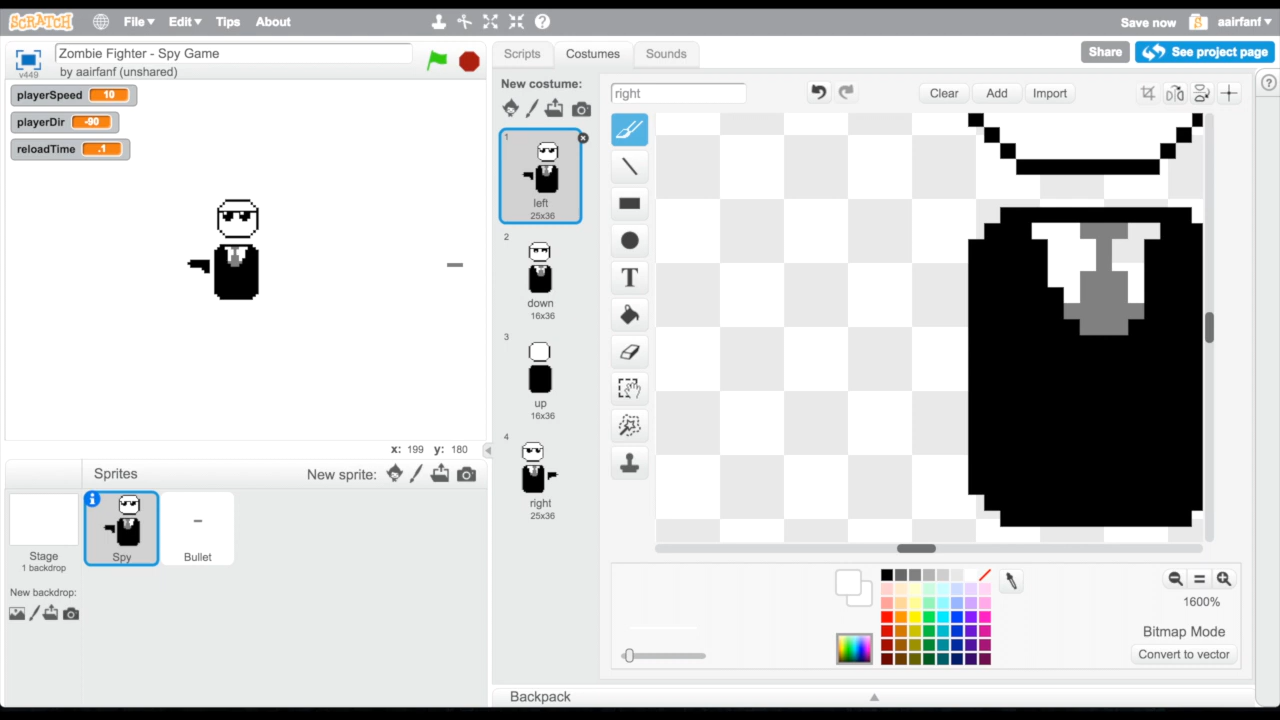 SCRATCH File▾ Edit▾ Tips About Save now aairfanf▾
v449 Zombie Fighter - Spy Game
by aairfanf (unshared)
Scripts Costumes Sounds Share See project page
playerSpeed 10
playerDir -90
reloadTime .1
New costume:
right Clear Add Import
1
left
25x36
2
down
16x36
3
up
16x36
4
right
25x36
T
x: 199 y: 180
Sprites New sprite:
Stage
1 backdrop
Spy
Bullet
New backdrop:
1600%
Bitmap Mode
Convert to vector
Backpack